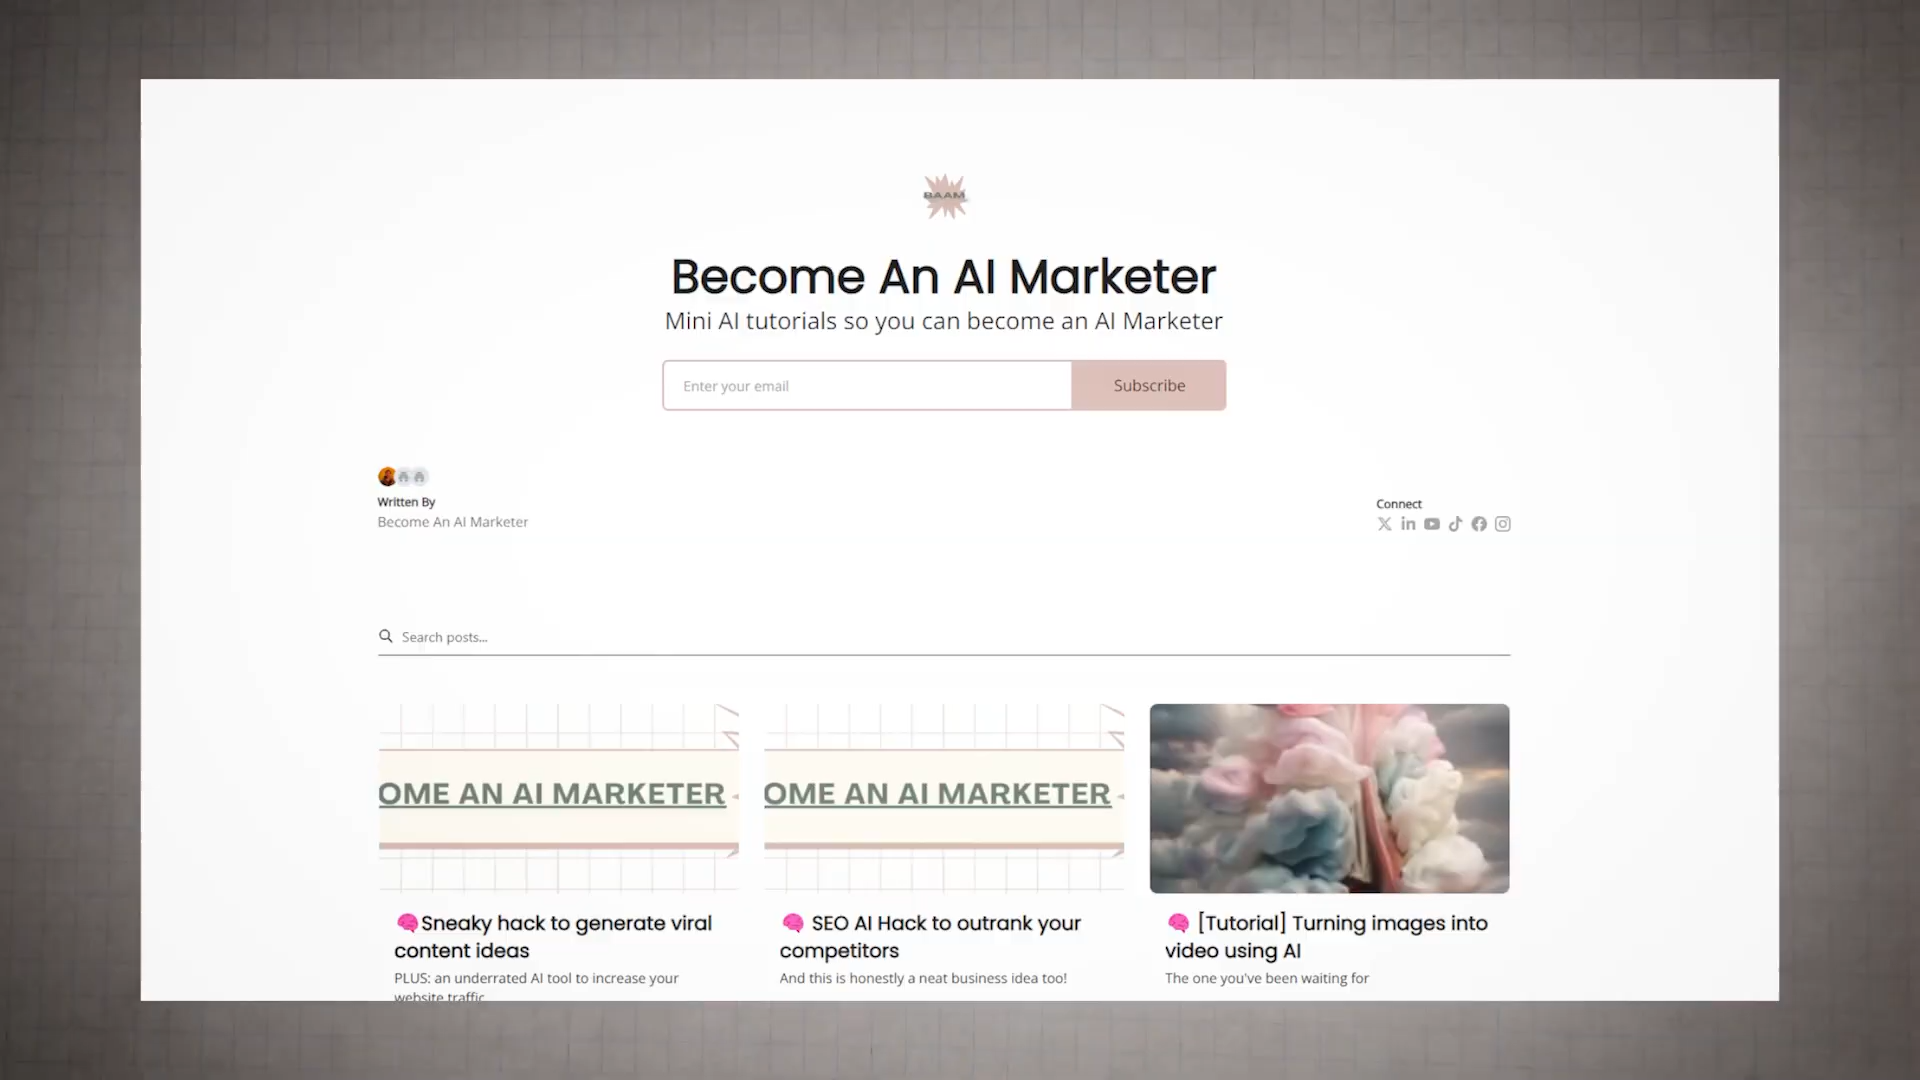 BAAM
Become An AI Marketer
Mini AI tutorials so you can become an AI Marketer
Enter your email
Subscribe
Written By
Become An AI Marketer
Connect
Search posts...
OME AN AI MARKETER
OME AN AI MARKETER
🧠Sneaky hack to generate viral
content ideas
PLUS: an underrated AI tool to increase your
website traffic
🧠 SEO AI Hack to outrank your
competitors
And this is honestly a neat business idea too!
🧠 [Tutorial] Turning images into
video using AI
The one you've been waiting for